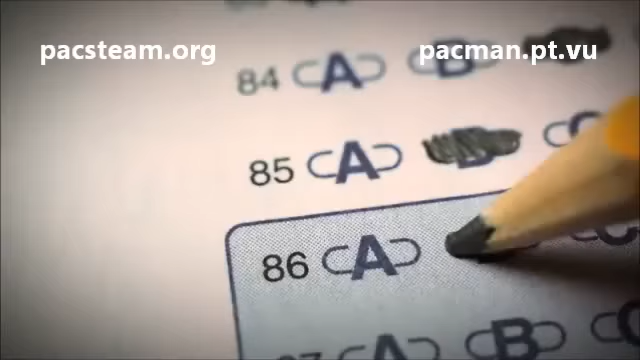 pacsteam.org pacman.pt.vu
84 A B
85 A B C
86 A C
A B